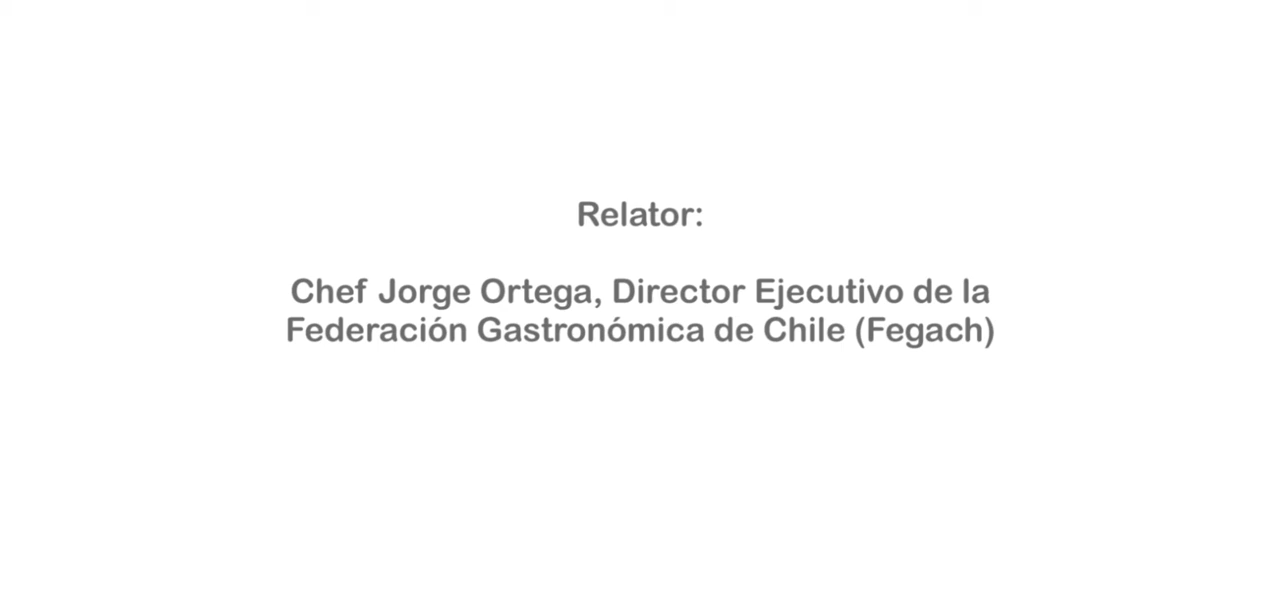 Relator:
Chef Jorge Ortega, Director Ejecutivo de la
Federación Gastronómica de Chile (Fegach)